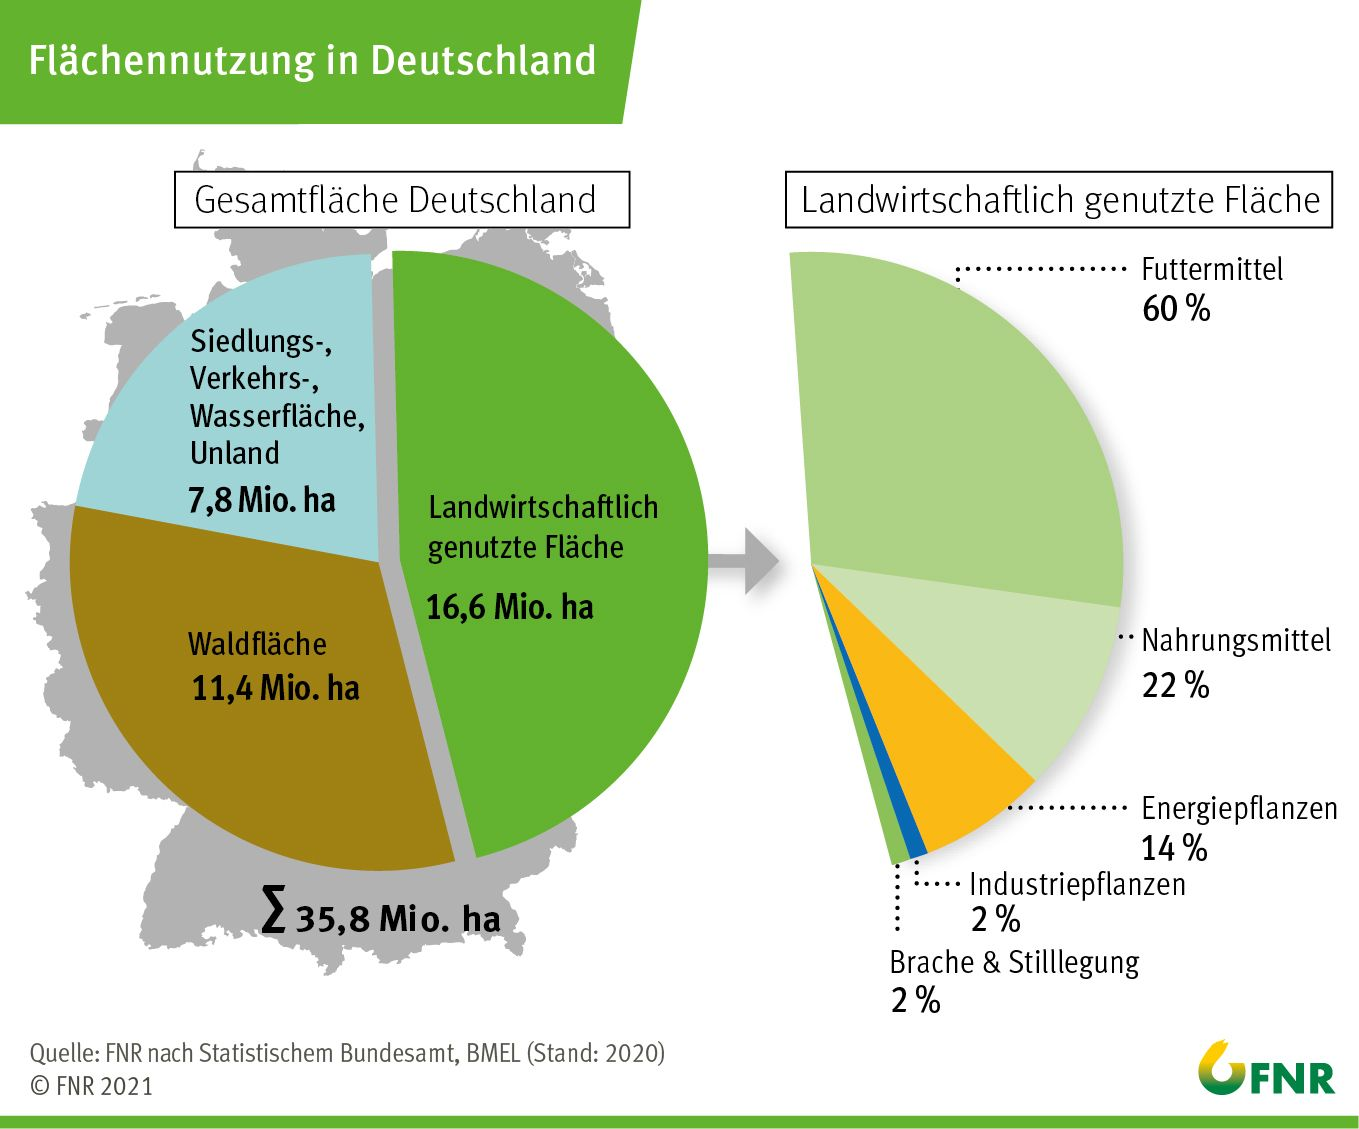 Flächennutzung in Deutschland
Gesamtfläche Deutschland
Siedlungs-,
Verkehrs-,
Wasserfläche,
Unland
7,8 Mio. ha
Landwirtschaftlich
genutzte Fläche
16,6 Mio. ha
Waldfläche
11,4 Mio. ha
∑ 35,8 Mio. ha
Landwirtschaftlich genutzte Fläche
Futtermittel
60 %
Nahrungsmittel
22 %
Energiepflanzen
14 %
Industriepflanzen
2 %
Brache & Stilllegung
2 %
Quelle: FNR nach Statistischem Bundesamt, BMEL (Stand: 2020)
© FNR 2021
FNR